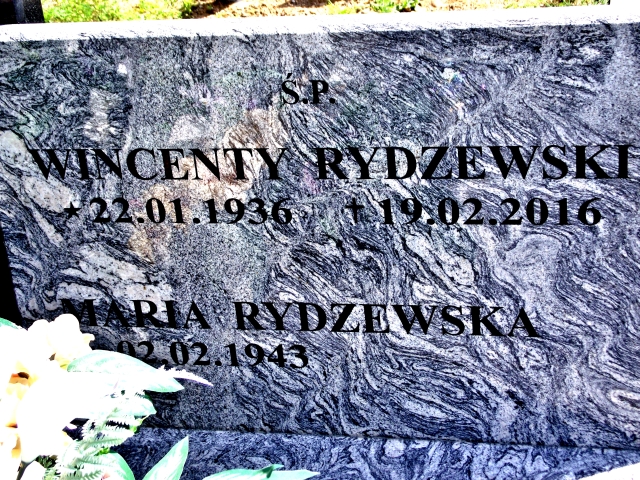 Ś.P.
WINCENTY RYDZEWSKI
★ 22.01.1936 ✝ 19.02.2016
MARIA RYDZEWSKA
02.02.1943